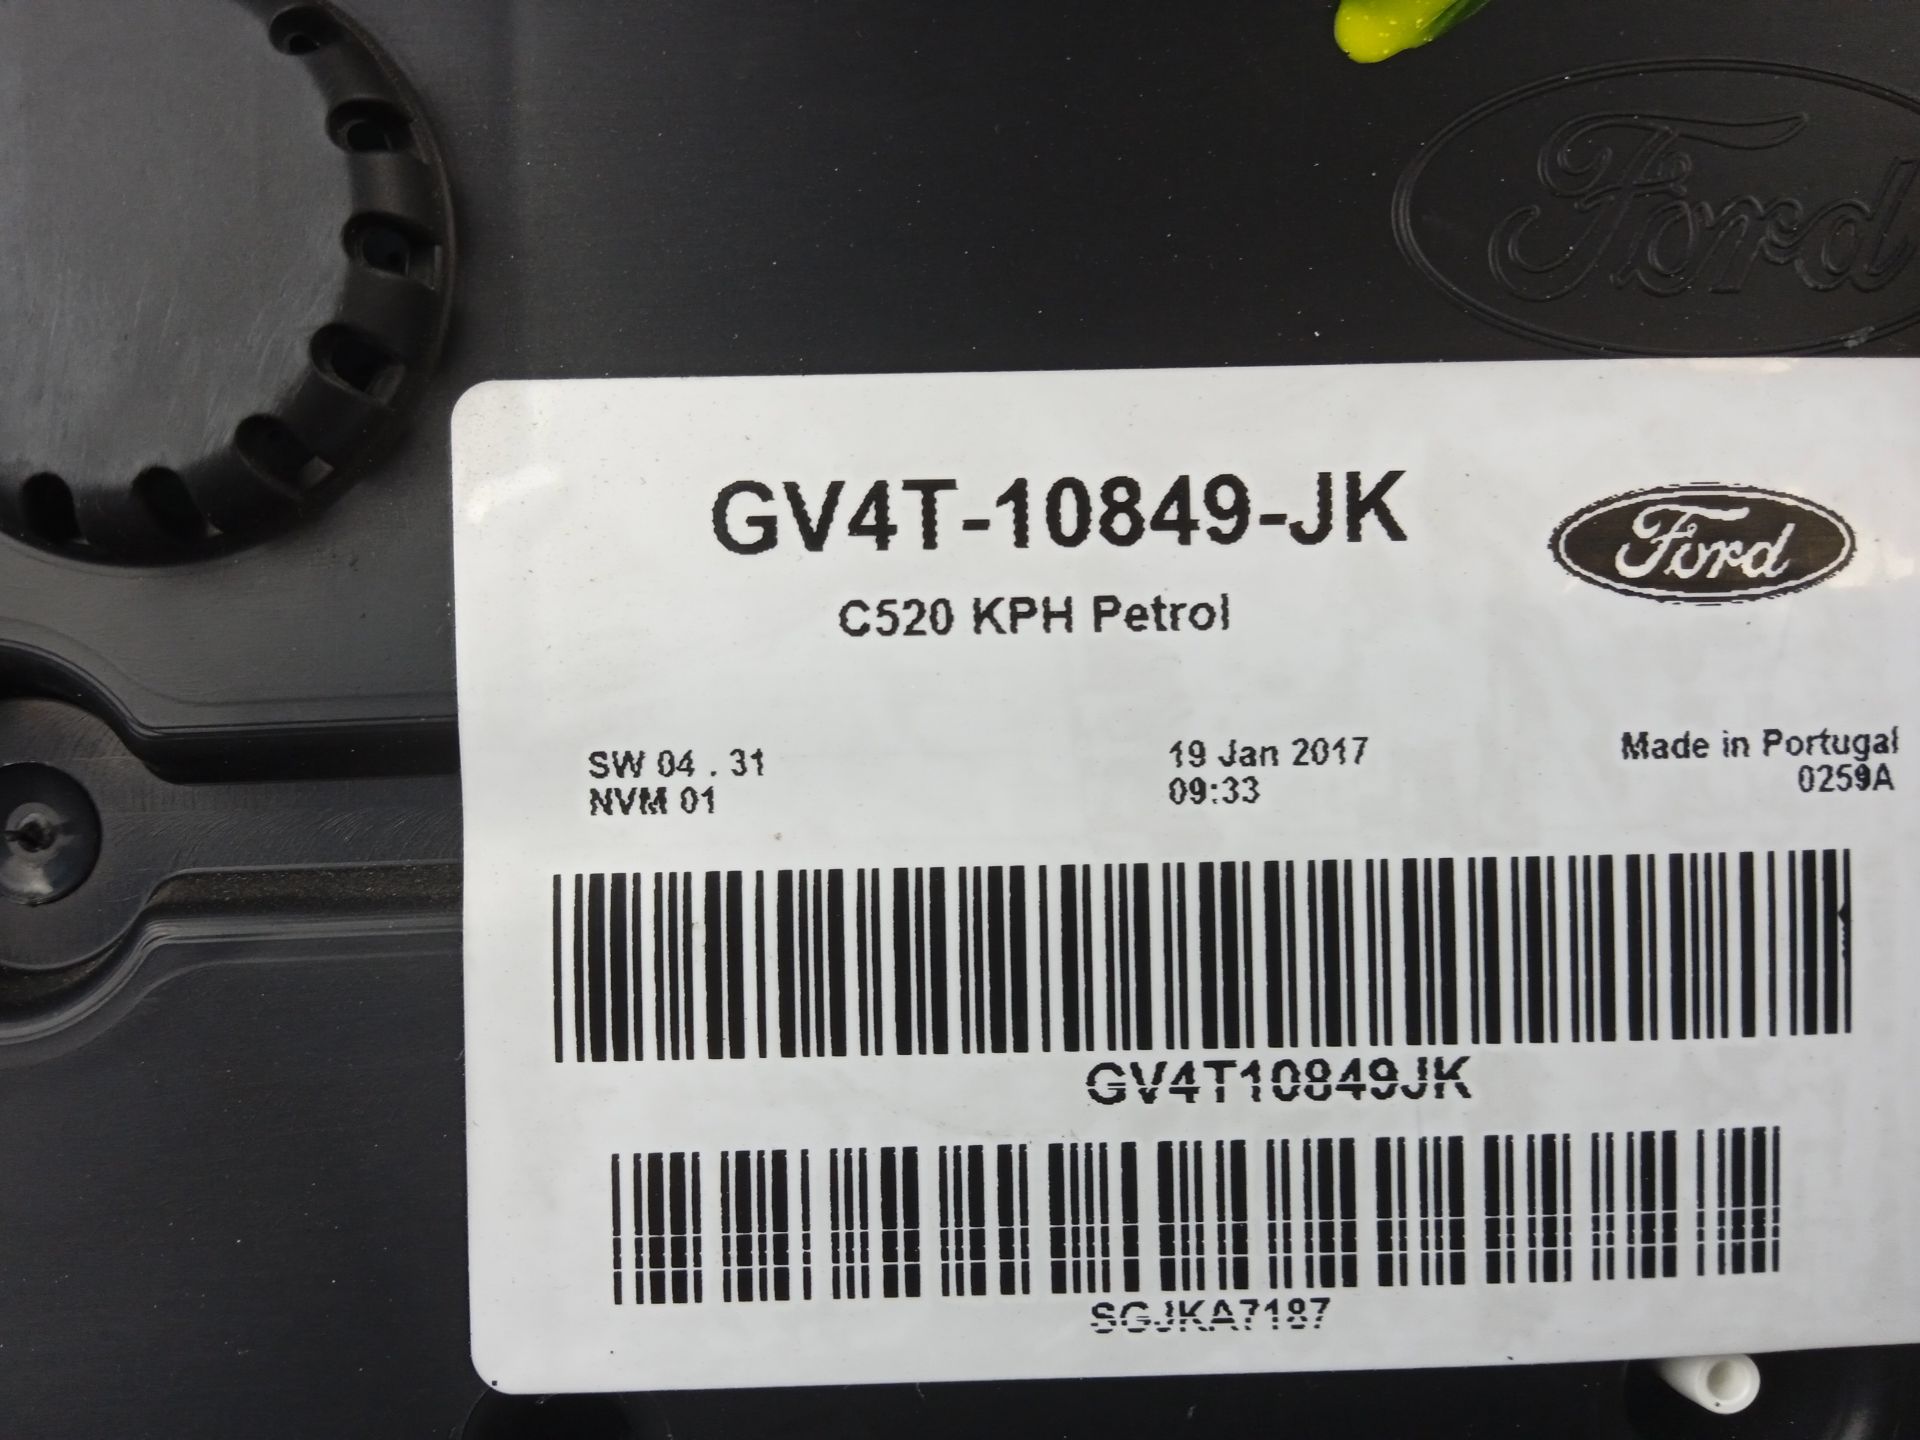 Ford
GV4T-10849-JK
Ford
C520 KPH Petrol
SW 04 . 31
NVM 01
19 Jan 2017
09:33
Made in Portugal
0259A
GV4T10849JK
SGJKA7187